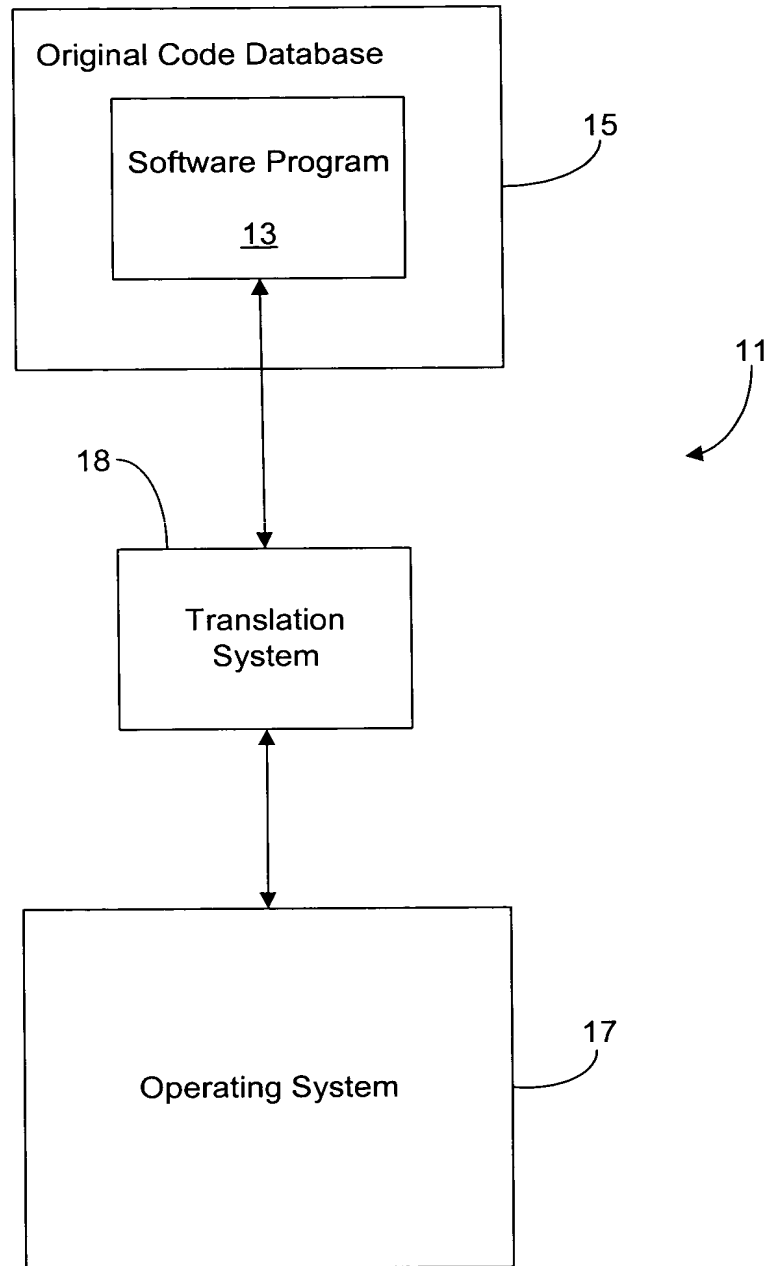 Original Code Database
Software Program
13
15
11
18
Translation
System
Operating System
17